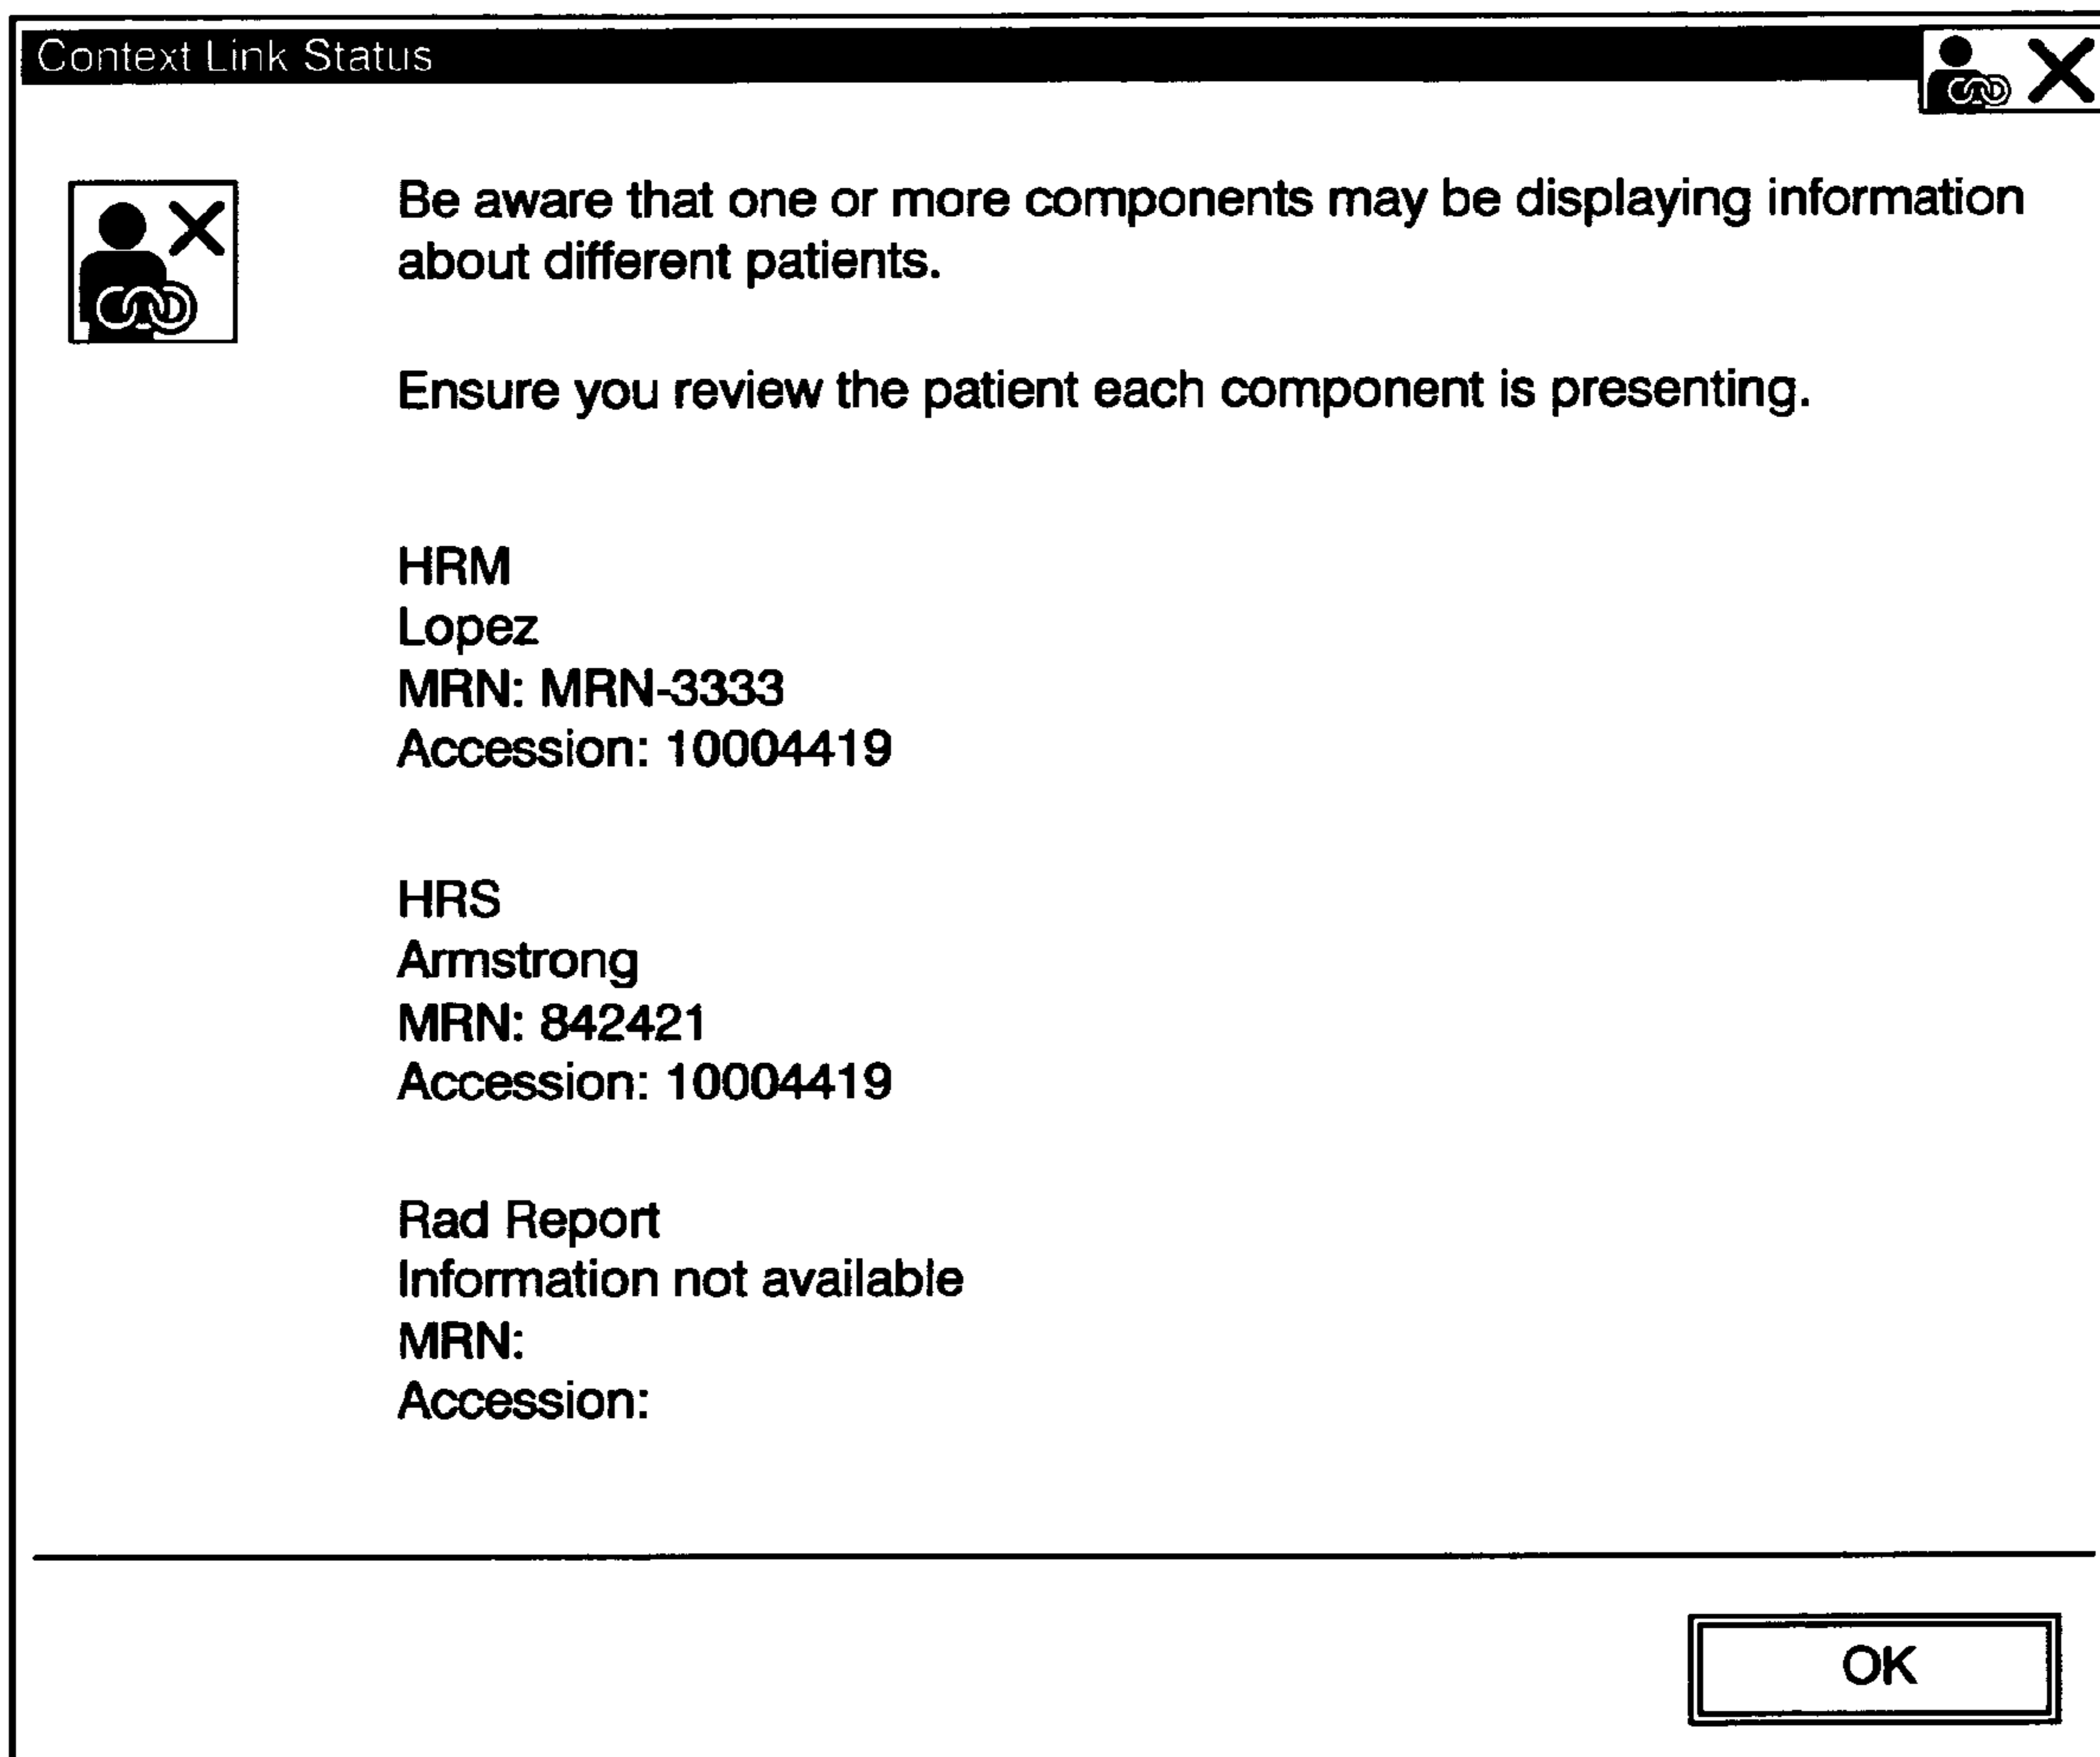 Context Link Status
Be aware that one or more components may be displaying information
about different patients.
Ensure you review the patient each component is presenting.
HRM
Lopez
MRN: MRN-3333
Accession: 10004419
HRS
Armstrong
MRN: 842421
Accession: 10004419
Rad Report
Information not available
MRN:
Accession:
OK